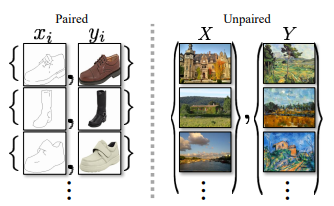 Paired
Unpaired
x_i y_i
X Y
{ , }
{ , }
{ , }
⋮ ⋮
( , )